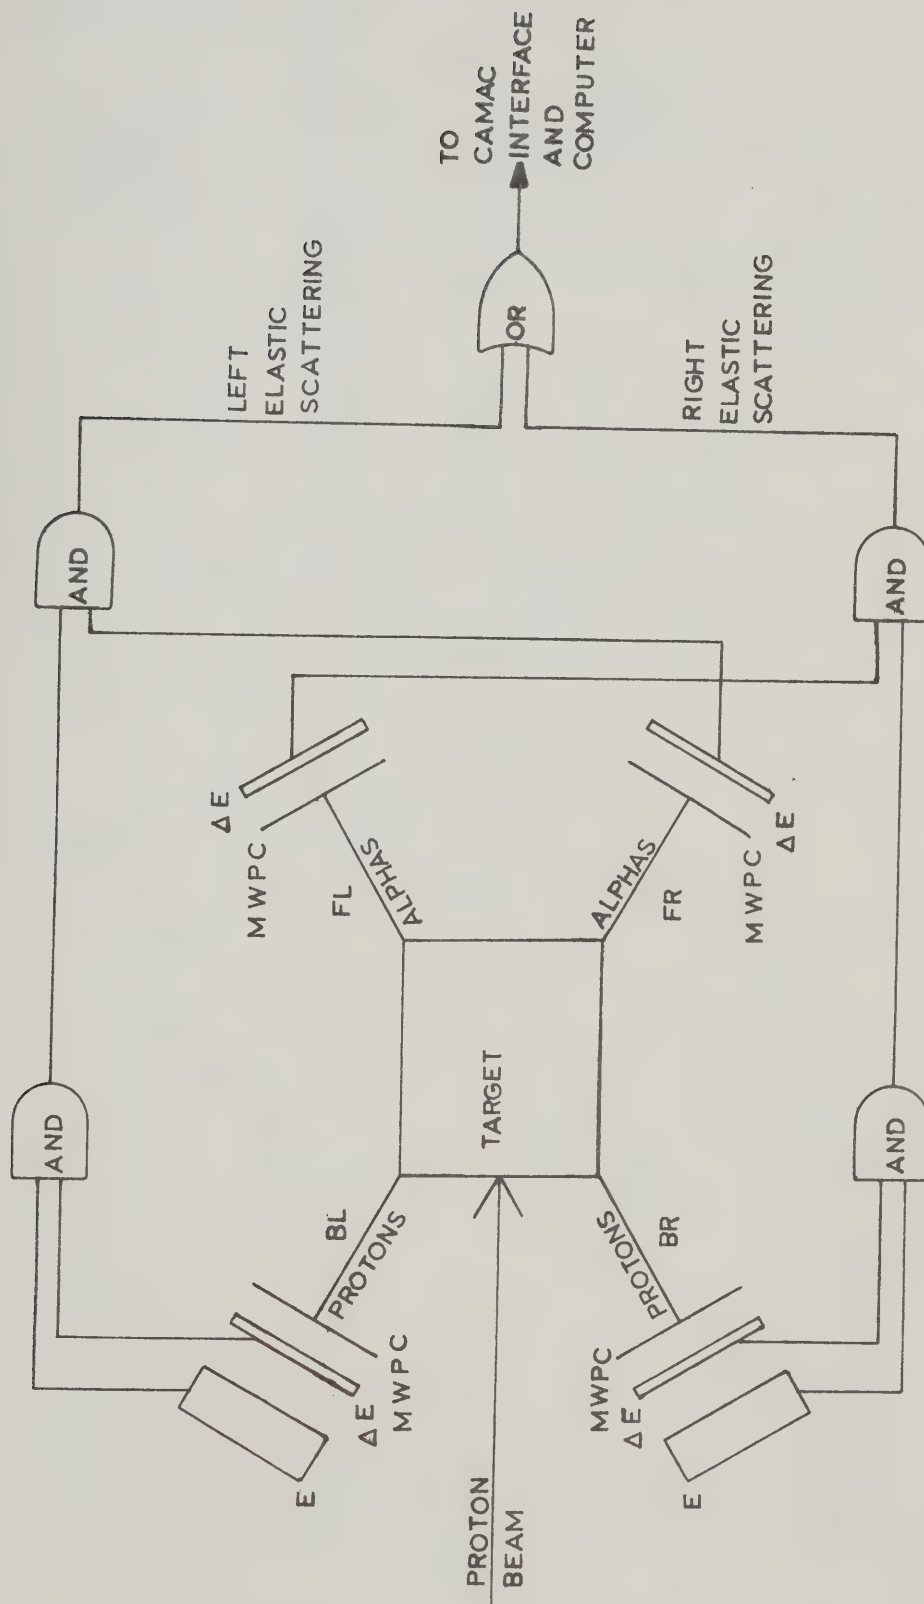 PROTON
BEAM
TARGET
E
ΔE
MWPC
BL
PROTONS
AND
E
ΔE
MWPC
BR
PROTONS
AND
FL
ALPHAS
MWPC
ΔE
FR
ALPHAS
MWPC
ΔE
AND
AND
LEFT
ELASTIC
SCATTERING
RIGHT
ELASTIC
SCATTERING
OR
TO
CAMAC
INTERFACE
AND
COMPUTER